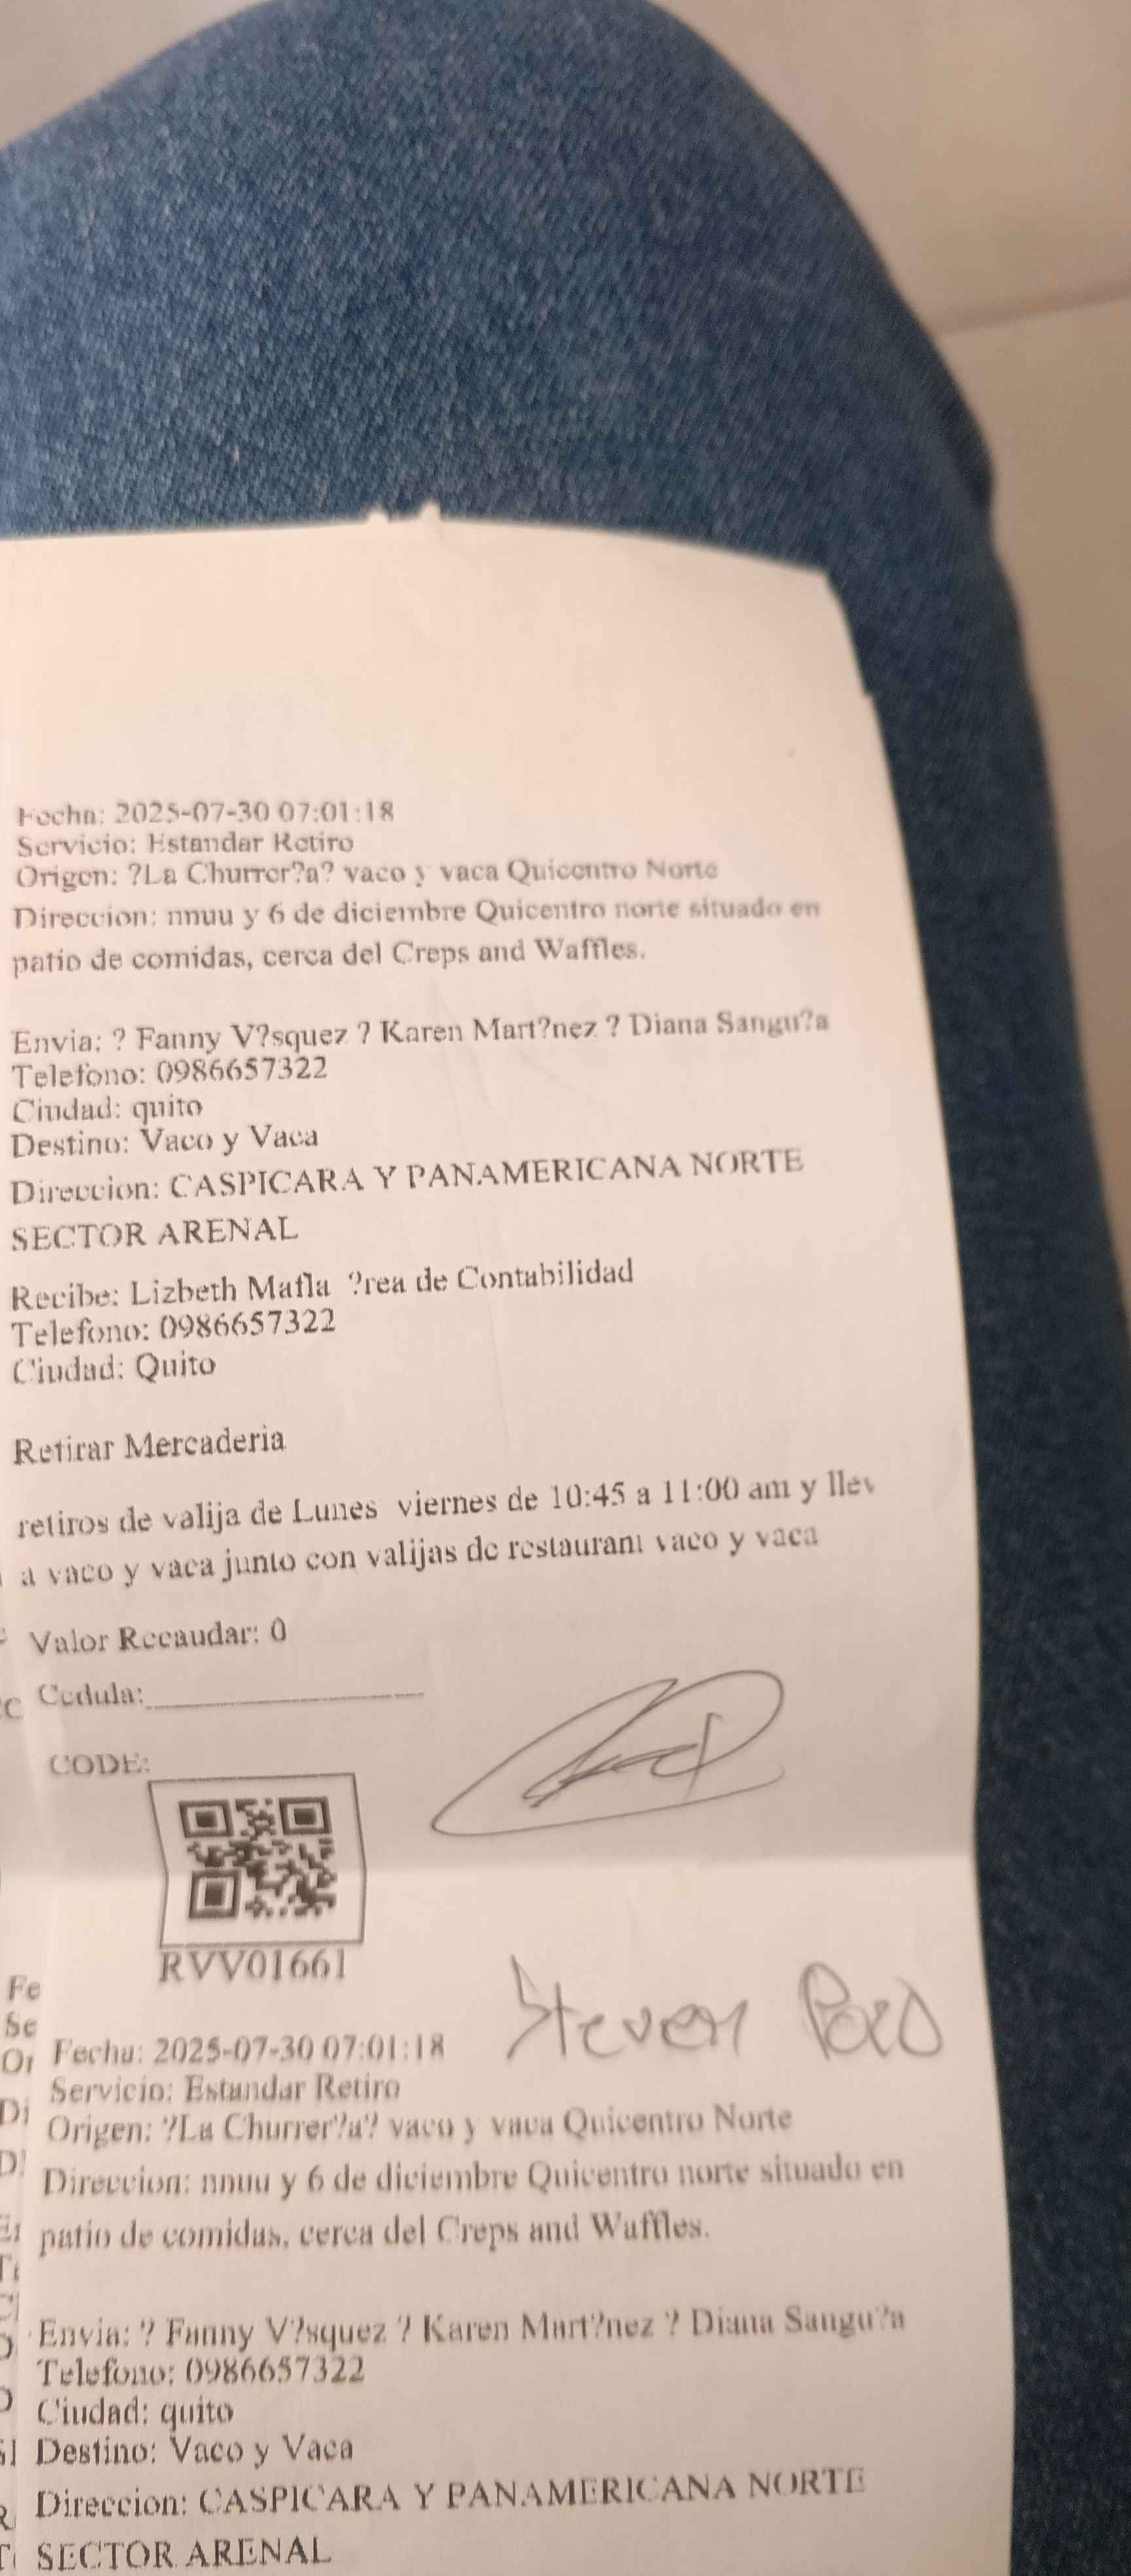 Fecha: 2025-07-30 07:01:18
Servicio: Estandar Retiro
Origen: ?La Churrer?a? vaco y vaca Quicentro Norte
Direccion: nnuu y 6 de diciembre Quicentro norte situado en
patio de comidas, cerca del Creps and Waffles.
Envia: ? Fanny V?squez ? Karen Mart?nez ? Diana Sangu?a
Telefono: 0986657322
Ciudad: quito
Destino: Vaco y Vaca
Direccion: CASPICARA Y PANAMERICANA NORTE
SECTOR ARENAL
Recibe: Lizbeth Mafla ?rea de Contabilidad
Telefono: 0986657322
Ciudad: Quito
Retirar Mercaderia
retiros de valija de Lunes viernes de 10:45 a 11:00 am y llev
a vaco y vaca junto con valijas de restaurant vaco y vaca
Valor Recaudar: 0
Cedula:
CODE:
RVV01661
Steven
Fecha: 2025-07-30 07:01:18
Servicio: Estandar Retiro
Origen: ?La Churrer?a? vaco y vaca Quicentro Norte
Direccion: nnuu y 6 de diciembre Quicentro norte situado en
patio de comidas, cerca del Creps and Waffles.
Envia: ? Fanny V?squez ? Karen Mart?nez ? Diana Sangu?a
Telefono: 0986657322
Ciudad: quito
Destino: Vaco y Vaca
Direccion: CASPICARA Y PANAMERICANA NORTE
SECTOR ARENAL